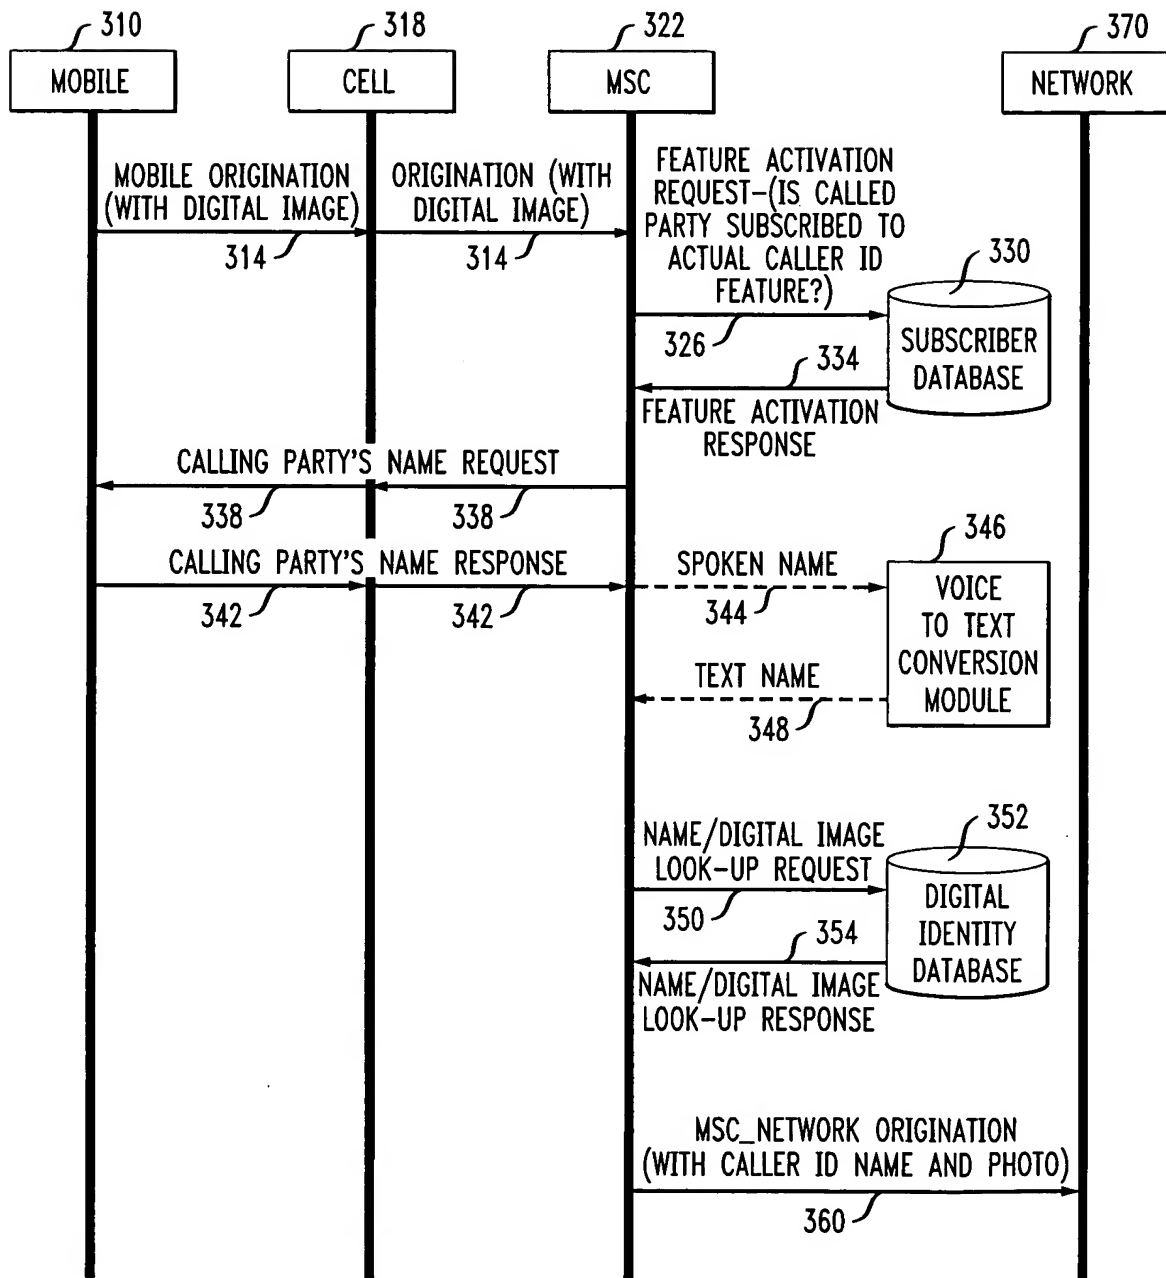 310
318
322
370
MOBILE
CELL
MSC
NETWORK
MOBILE ORIGINATION
(WITH DIGITAL IMAGE)
314
ORIGINATION (WITH
DIGITAL IMAGE)
314
FEATURE ACTIVATION
REQUEST-(IS CALLED
PARTY SUBSCRIBED TO
ACTUAL CALLER ID
FEATURE?)
326
330
SUBSCRIBER
DATABASE
334
FEATURE ACTIVATION
RESPONSE
CALLING PARTY'S NAME REQUEST
338
338
CALLING PARTY'S NAME RESPONSE
342
342
SPOKEN NAME
344
346
VOICE
TO TEXT
CONVERSION
MODULE
TEXT NAME
348
NAME/DIGITAL IMAGE
LOOK-UP REQUEST
350
352
DIGITAL
IDENTITY
DATABASE
354
NAME/DIGITAL IMAGE
LOOK-UP RESPONSE
MSC_NETWORK ORIGINATION
(WITH CALLER ID NAME AND PHOTO)
360